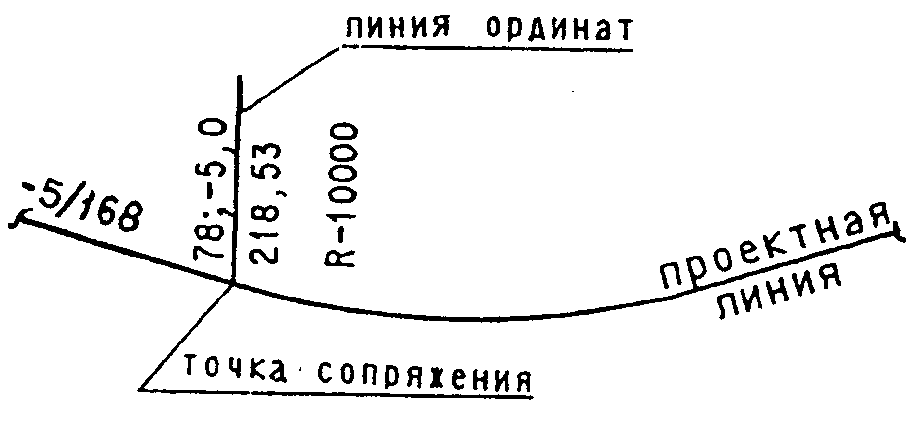 линия ординат
-5/168
78;-5,0
218,53
R-10000
проектная
линия
точка сопряжения